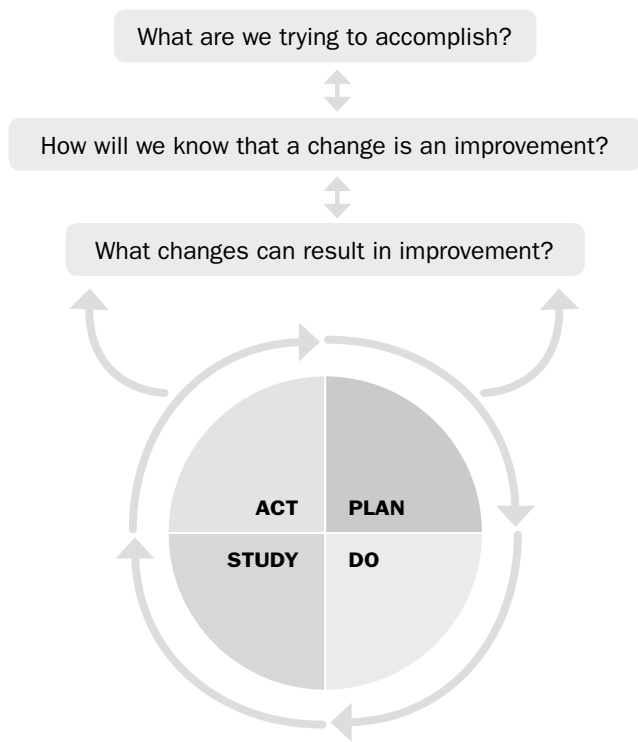 What are we trying to accomplish?
How will we know that a change is an improvement?
What changes can result in improvement?
ACT PLAN
STUDY DO